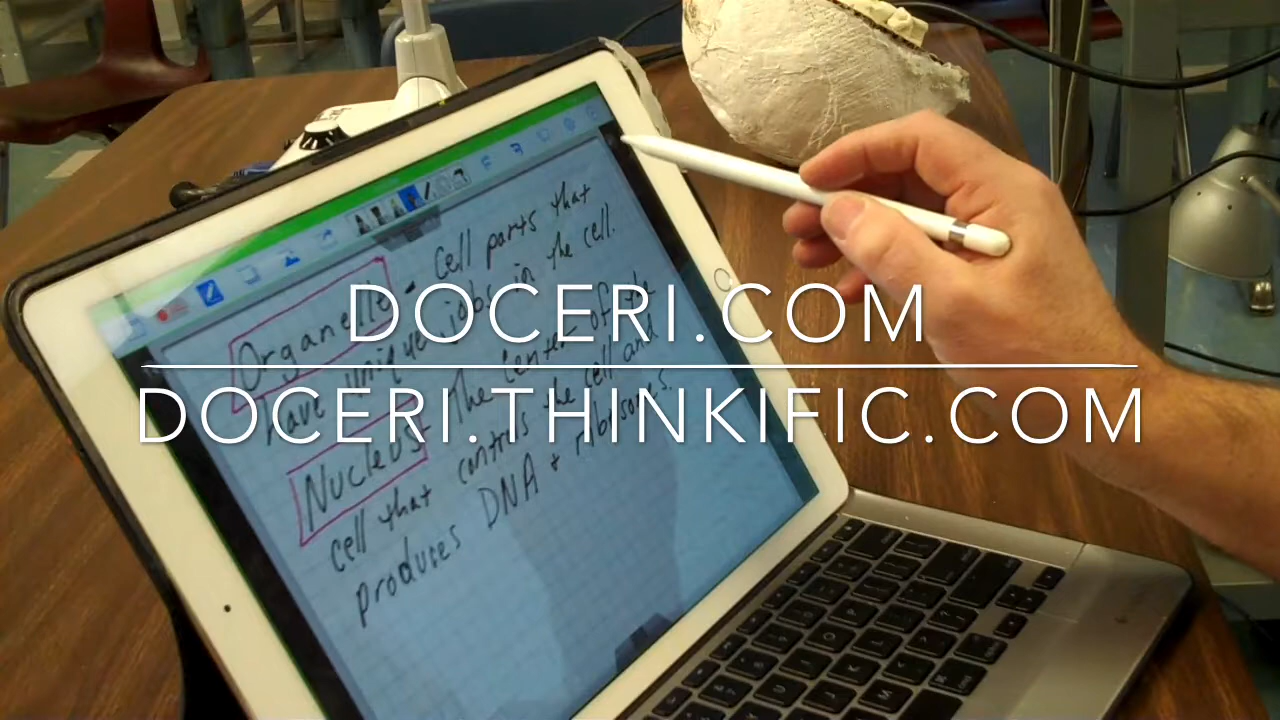 DOCERI.COM
DOCERI.THINKIFIC.COM
Organelle - Cell parts that
have unique jobs in the cell.
Nucleus - The center of the
cell that controls the cell and
produces DNA + ribosomes.